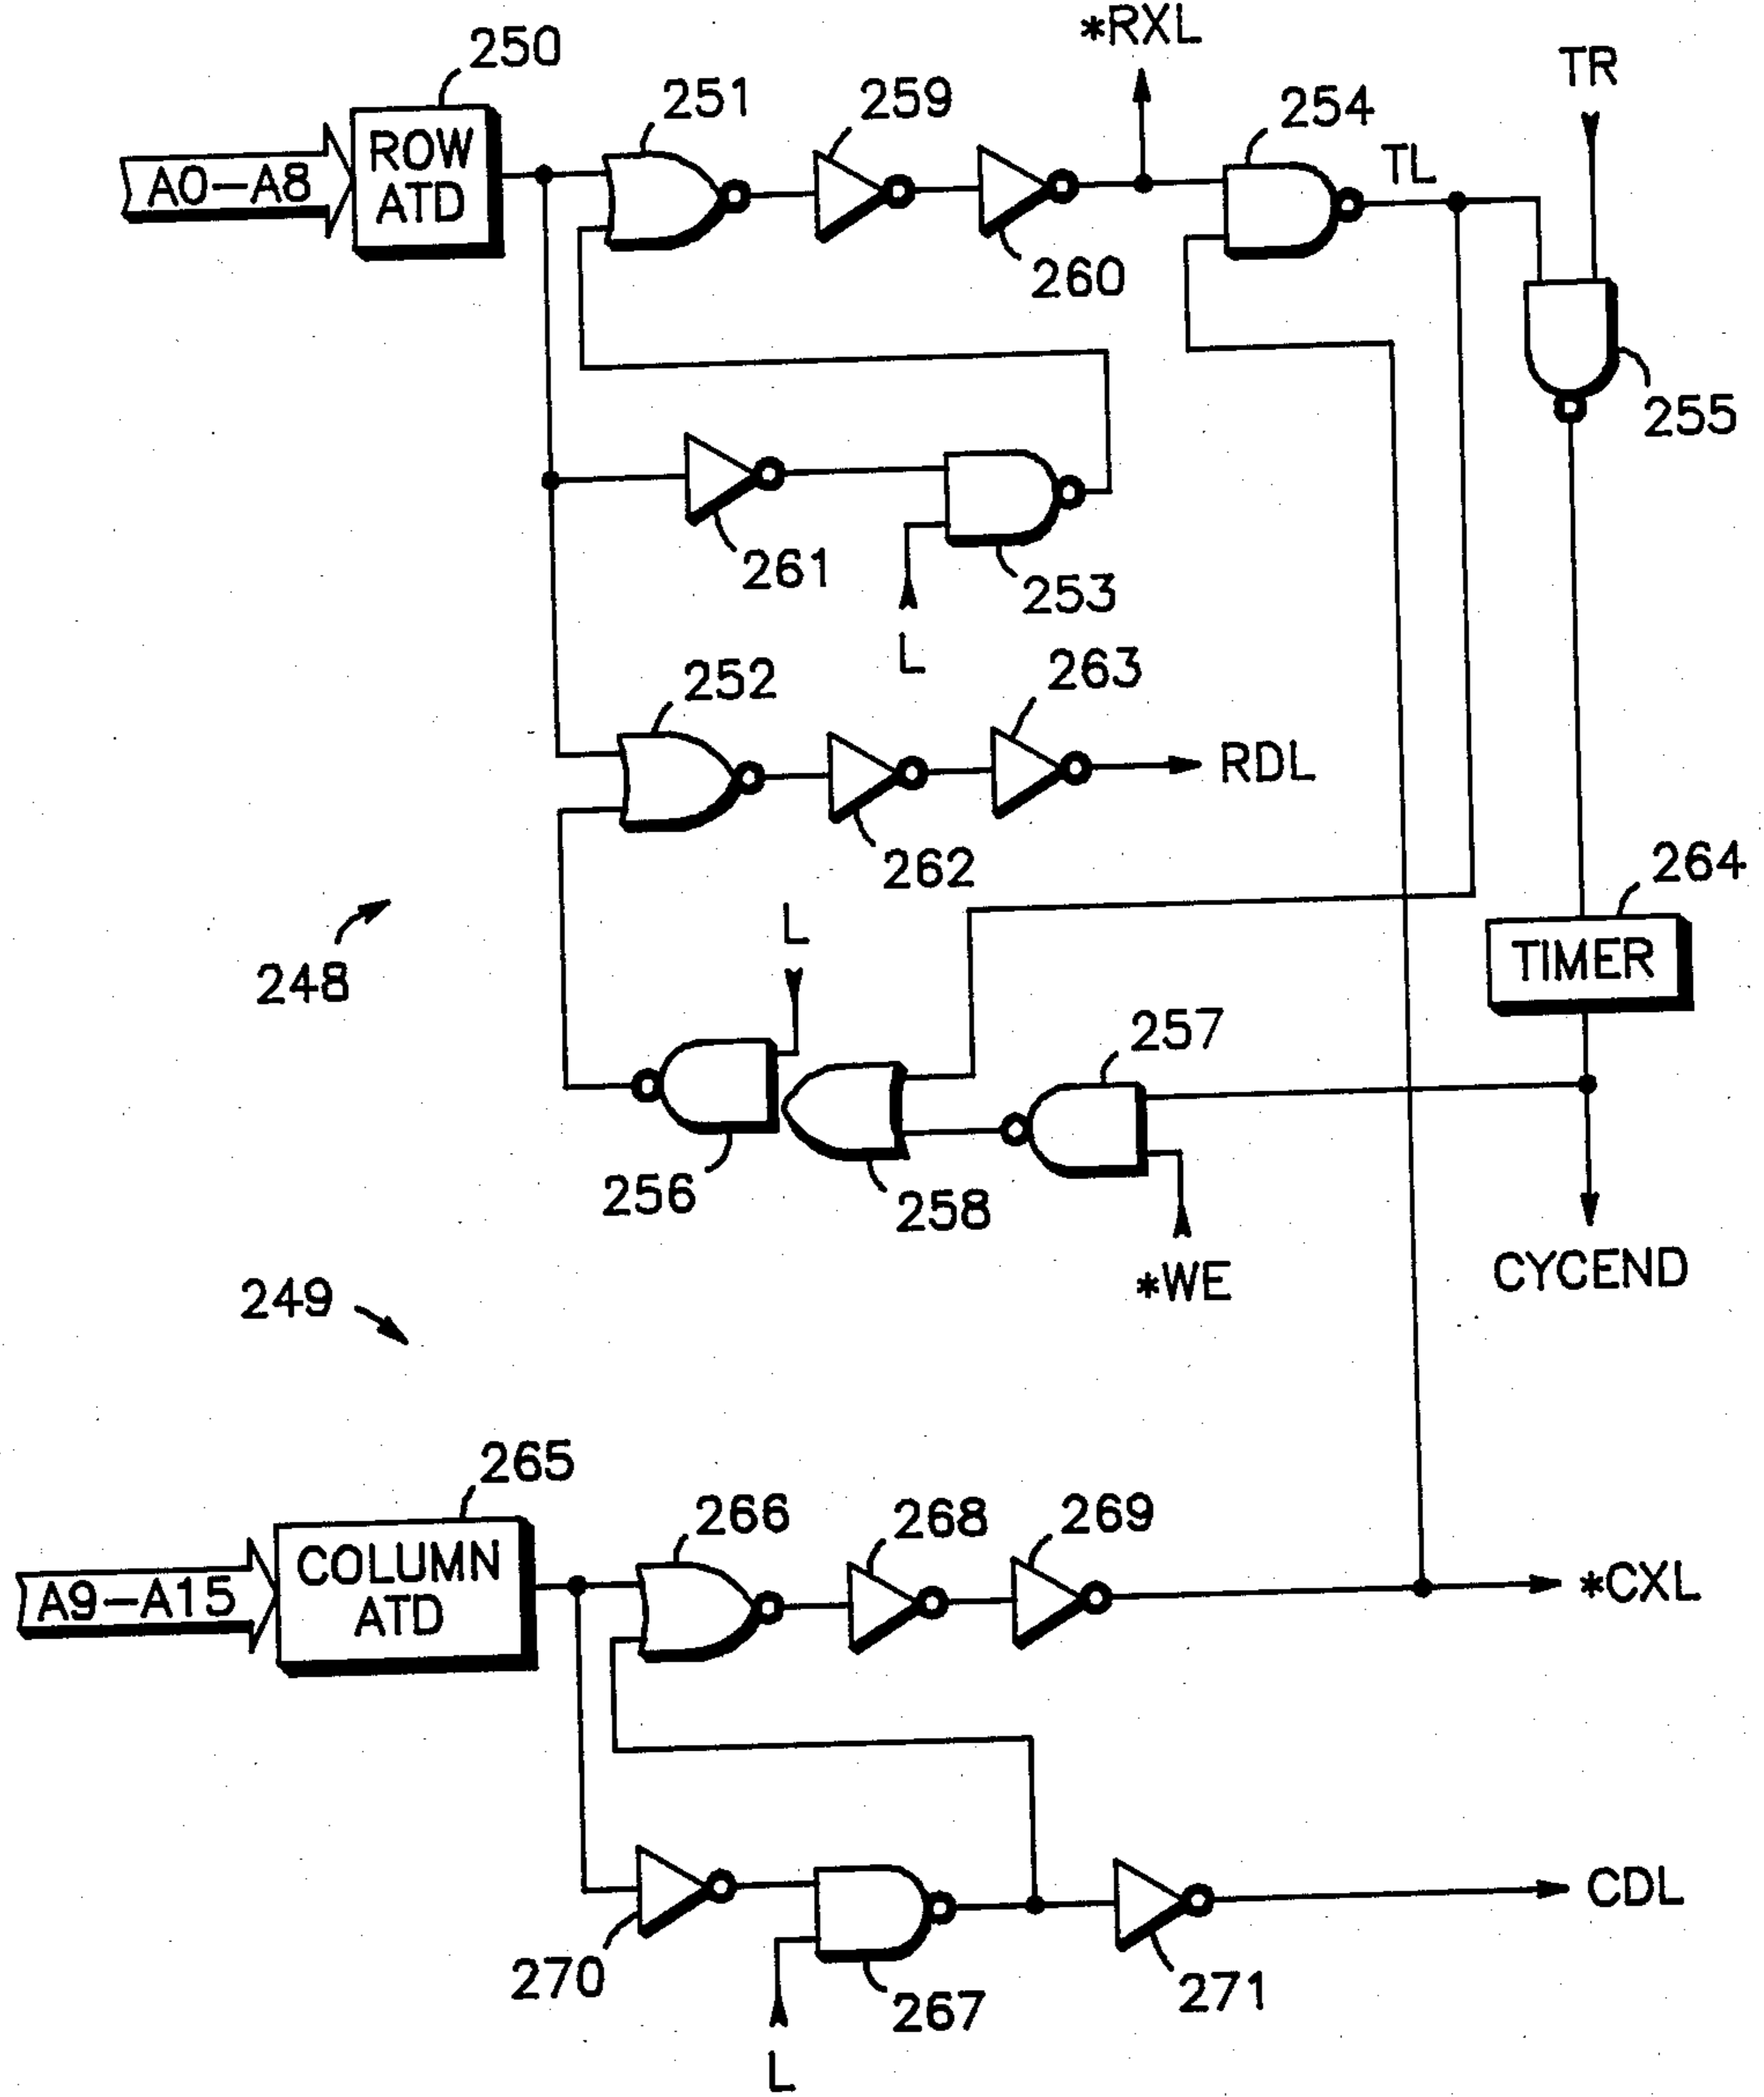 *RXL
250
TR
251
259
254
ROW
ATD
TL
A0-A8
260
255
261
253
L
263
252
RDL
264
262
L
TIMER
248
257
256
258
*WE
CYCEND
249
265
266
268
269
COLUMN
ATD
A9-A15
*CXL
CDL
270
267
271
L